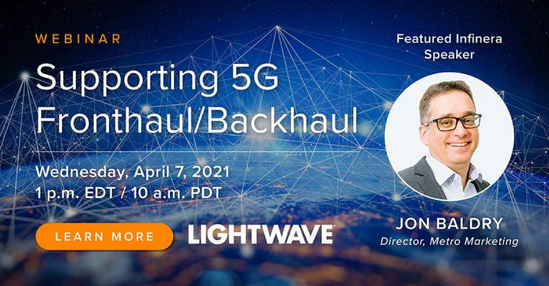 WEBINAR
Supporting 5G
Fronthaul/Backhaul
Wednesday, April 7, 2021
1 p.m. EDT / 10 a.m. PDT
LEARN MORE
LIGHTWAVE
Featured Infinera
Speaker
JON BALDRY
Director, Metro Marketing